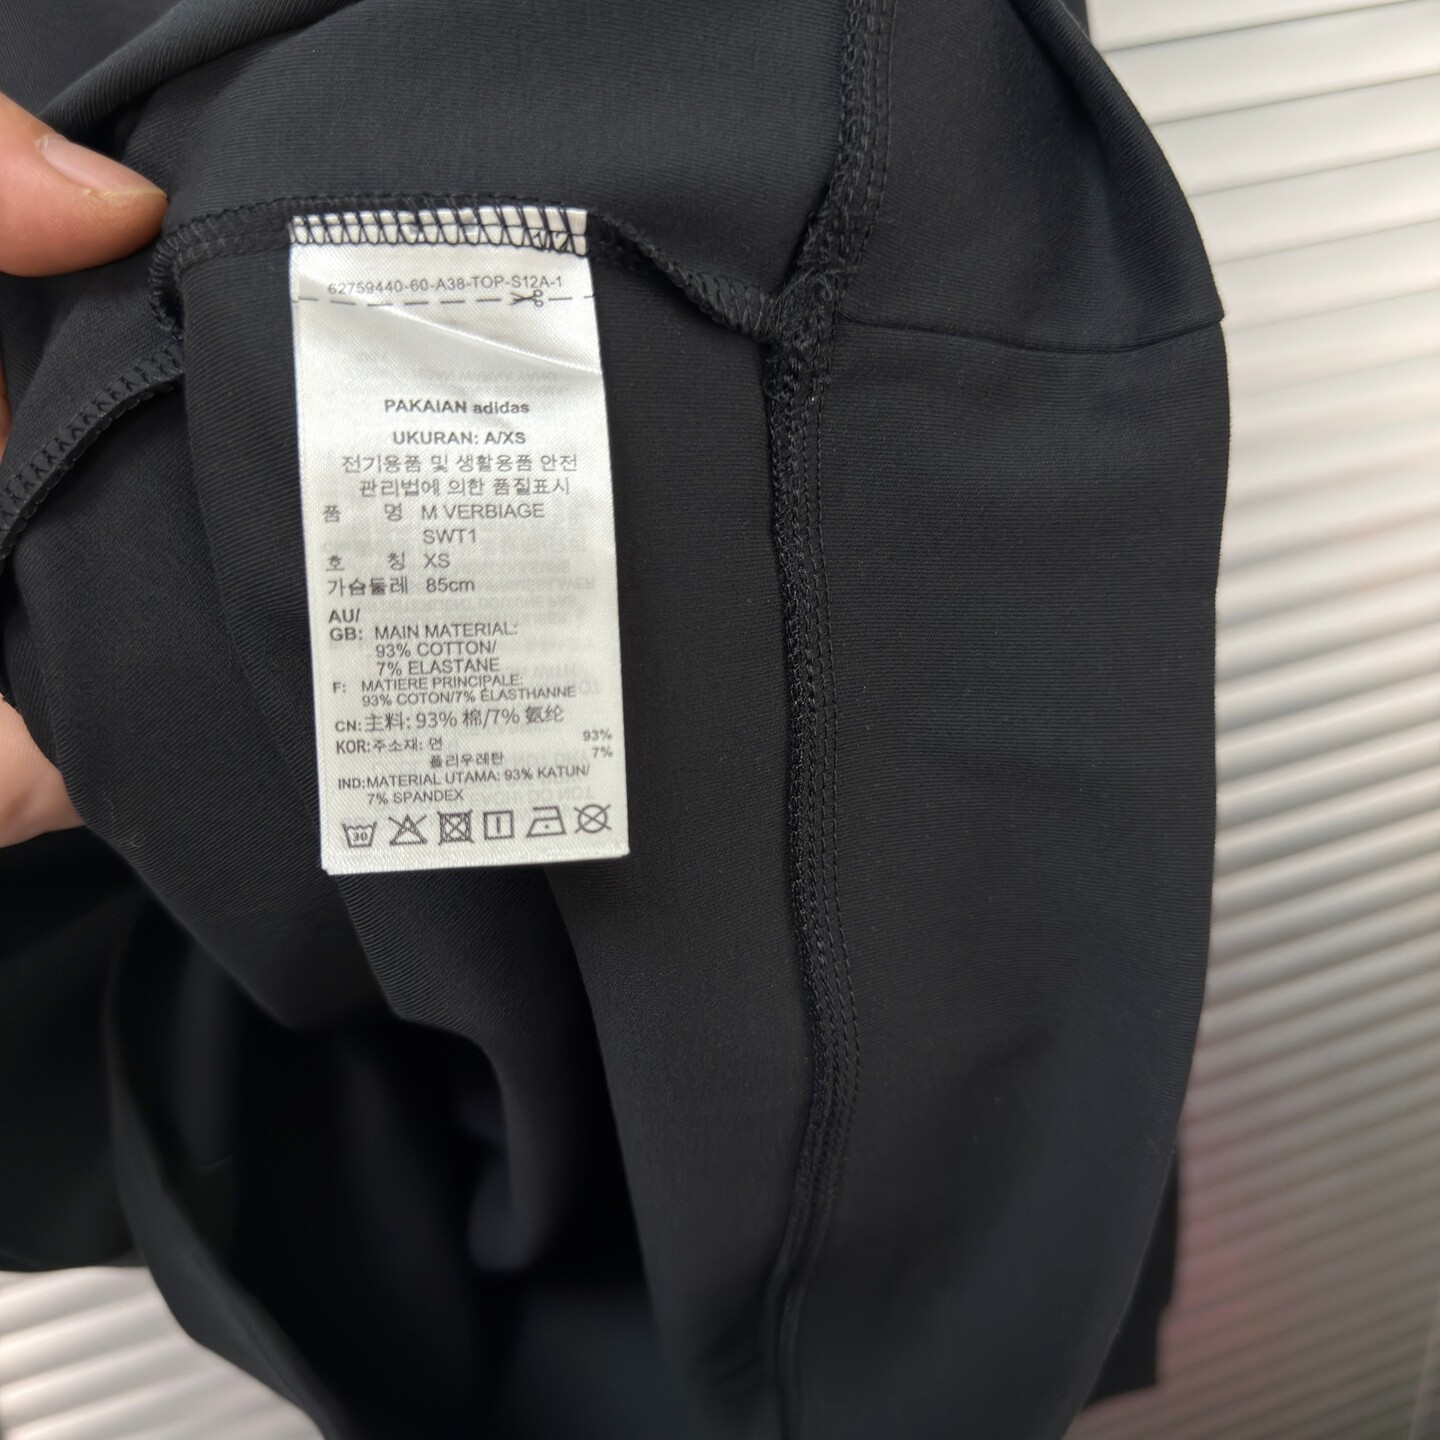 62759440-60-A38-TOP-S12A-1
PAKAIAN adidas
UKURAN: A/XS
전기용품 및 생활용품 안전
관리법에 의한 품질표시
품 명 M VERBIAGE
SWT1
호 칭 XS
가슴둘레 85cm
AU/
GB: MAIN MATERIAL:
93% COTTON/
7% ELASTANE
F: MATIERE PRINCIPALE:
93% COTON/7% ÉLASTHANNE
CN: 主料: 93% 棉/7% 氨纶
KOR: 주소재: 면 93%
폴리우레탄 7%
IND: MATERIAL UTAMA: 93% KATUN/
7% SPANDEX
30